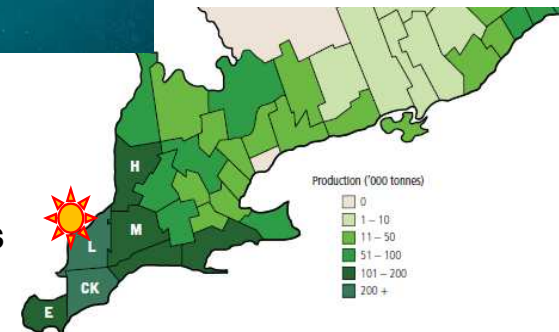 H
M
L
CK
E
s
Production ('000 tonnes)
0
1 – 10
11 – 50
51 – 100
101 – 200
200 +